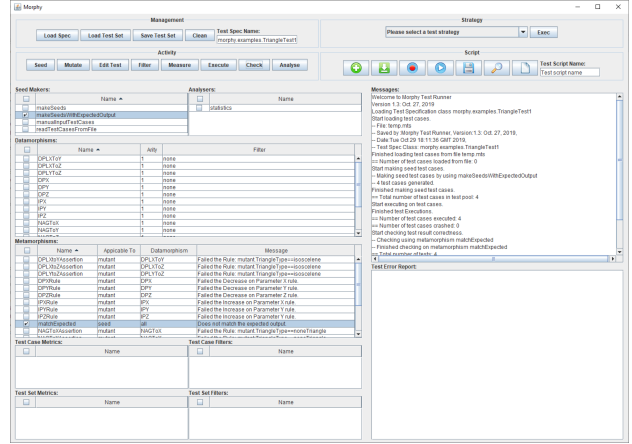 Morphy
Management
Load Spec
Load Test Set
Save Test Set
Clean
Test Spec Name:
morphy.examples.TriangleTest1
Strategy
Please select a test strategy
Exec
Activity
Seed
Mutate
Edit Test
Filter
Measure
Execute
Check
Analyse
Script
Test Script Name:
Test script name
Seed Makers:
Name
makeSeeds
makeSeedsWithExpectedOutput
manualInputTestCases
readTestCasesFromFile
Analysers:
Name
statistics
Datamorphisms:
Name Arity Filter
DPLXToY 1 none
DPLXToZ 1 none
DPLYToZ 1 none
DPX 1 none
DPY 1 none
DPZ 1 none
IPX 1 none
IPY 1 none
IPZ 1 none
NAGToX 1 none
NAGToY 1 none
Metamorphisms:
Name Appicable To Datamorphism Message
DPLXtoYAssertion mutant DPLXToY Failed the Rule: mutant.TriangleType==isoscelene
DPLXtoZAssertion mutant DPLXToZ Failed the Rule: mutant.TriangleType==isoscelene
DPLYtoZAssertion mutant DPLYToZ Failed the Rule: mutant.TriangleType==isoscelene
DPXRule mutant DPX Failed the Decrease on Parameter X rule.
DPYRule mutant DPY Failed the Decrease on Parameter Y rule.
DPZRule mutant DPZ Failed the Decrease on Parameter Z rule.
IPXRule mutant IPX Failed the Increase on Parameter X rule.
IPYRule mutant IPY Failed the Increase on Parameter Y rule.
IPZRule mutant IPZ Failed the Increase on Parameter Z rule.
matchExpected seed all Does not match the expected output
NAGToXAssertion mutant NAGToX Failed the Rule: mutant.TriangleType==noneTriangle
Test Case Metrics:
Name
Test Case Filters:
Name
Test Set Metrics:
Name
Test Set Filters:
Name
Messages:
Welcome to Morphy Test Runner
Version 1.3: Oct. 27, 2019
Loading Test Specification class morphy.examples.TriangleTest1
Start loading testing cases.
-- File: temp.mts
-- Saved by: Morphy Test Runner, Version:1.3: Oct. 27, 2019,
-- Date:Tue Oct 29 18:11:36 GMT 2019,
-- Test Spec Class: morphy.examples.TriangleTest1
Finished loading testing cases from file temp.mts
== Total number of test cases loaded from file: 0
Start making seed test cases.
-- Making seed test cases by using makeSeedsWithExpectedOutput
-- 4 test cases generated.
Finished making seed test cases.
== Total number of test cases in test pool: 4
Start executing on test cases.
Finished test Executions.
== Number of test cases executed: 4
== Number of test cases crashed: 0
Start checking test result correctness.
-- Checking using metamorphism matchExpected
-- Finished checking on metamorphism matchExpected
== Total number of tests: 4
Test Error Report: